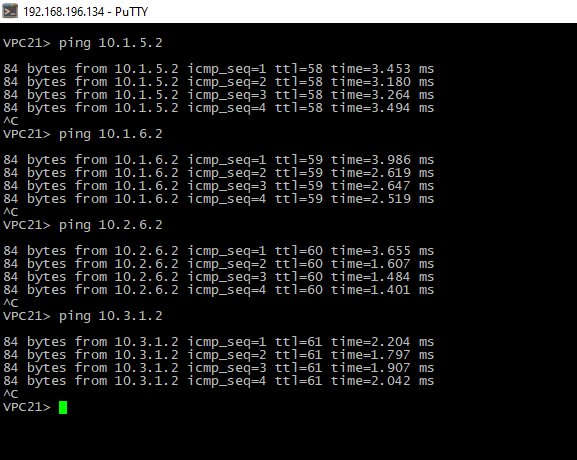 192.168.196.134 - PuTTY
VPC21> ping 10.1.5.2
84 bytes from 10.1.5.2 icmp_seq=1 ttl=58 time=3.453 ms
84 bytes from 10.1.5.2 icmp_seq=2 ttl=58 time=3.180 ms
84 bytes from 10.1.5.2 icmp_seq=3 ttl=58 time=3.264 ms
84 bytes from 10.1.5.2 icmp_seq=4 ttl=58 time=3.494 ms
^C
VPC21> ping 10.1.6.2
84 bytes from 10.1.6.2 icmp_seq=1 ttl=59 time=3.986 ms
84 bytes from 10.1.6.2 icmp_seq=2 ttl=59 time=2.619 ms
84 bytes from 10.1.6.2 icmp_seq=3 ttl=59 time=2.647 ms
84 bytes from 10.1.6.2 icmp_seq=4 ttl=59 time=2.519 ms
^C
VPC21> ping 10.2.6.2
84 bytes from 10.2.6.2 icmp_seq=1 ttl=60 time=3.655 ms
84 bytes from 10.2.6.2 icmp_seq=2 ttl=60 time=1.607 ms
84 bytes from 10.2.6.2 icmp_seq=3 ttl=60 time=1.484 ms
84 bytes from 10.2.6.2 icmp_seq=4 ttl=60 time=1.401 ms
^C
VPC21> ping 10.3.1.2
84 bytes from 10.3.1.2 icmp_seq=1 ttl=61 time=2.204 ms
84 bytes from 10.3.1.2 icmp_seq=2 ttl=61 time=1.797 ms
84 bytes from 10.3.1.2 icmp_seq=3 ttl=61 time=1.907 ms
84 bytes from 10.3.1.2 icmp_seq=4 ttl=61 time=2.042 ms
^C
VPC21>